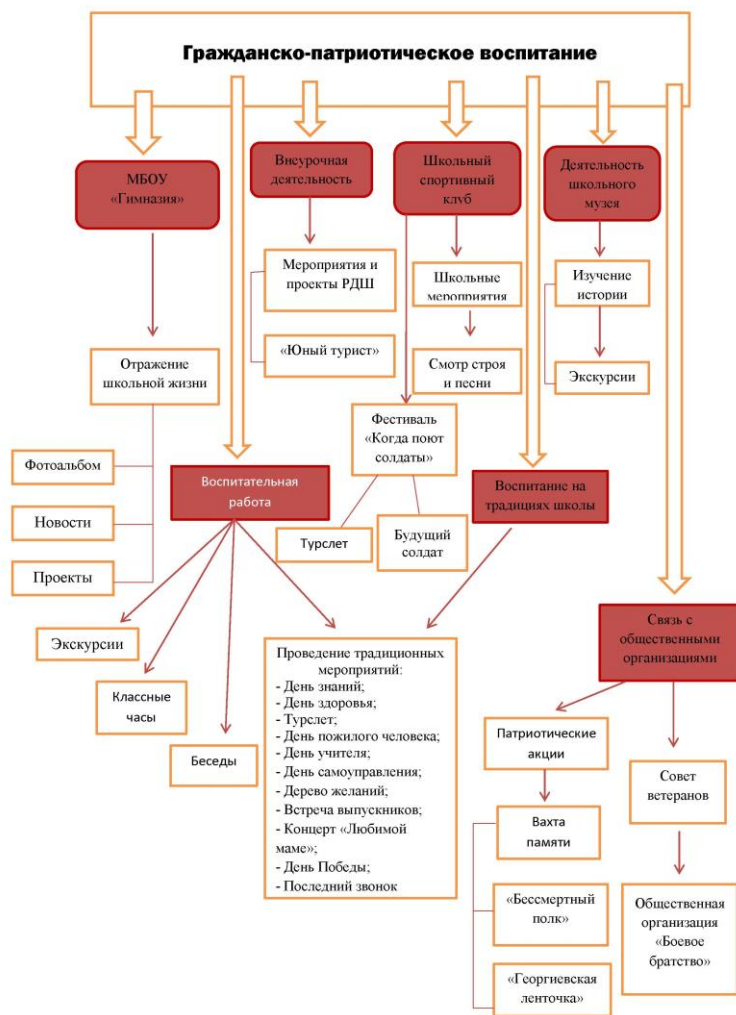 Гражданско-патриотическое воспитание
МБОУ
«Гимназия»
Внеурочная
деятельность
Школьный
спортивный
клуб
Деятельность
школьного
музея
Мероприятия и
проекты РДШ
Школьные
мероприятия
Изучение
истории
«Юный турист»
Смотр строя
и песни
Экскурсии
Отражение
школьной жизни
Фестиваль
«Когда поют
солдаты»
Фотоальбом
Новости
Проекты
Воспитательная
работа
Турслет
Будущий
солдат
Воспитание на
традициях школы
Экскурсии
Классные
часы
Беседы
Проведение традиционных
мероприятий:
- День знаний;
- День здоровья;
- Турслет;
- День пожилого человека;
- День учителя;
- День самоуправления;
- Дерево желаний;
- Встреча выпускников;
- Концерт «Любимой
маме»;
- День Победы;
- Последний звонок
Связь с
общественными
организациями
Патриотические
акции
Совет
ветеранов
Вахта
памяти
«Бессмертный
полк»
«Георгиевская
ленточка»
Общественная
организация
«Боевое
братство»